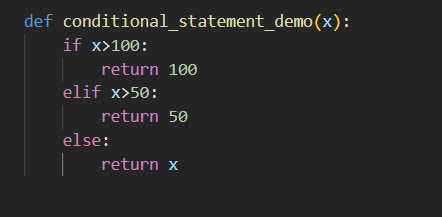 def conditional_statement_demo(x):
    if x>100:
        return 100
    elif x>50:
        return 50
    else:
        return x